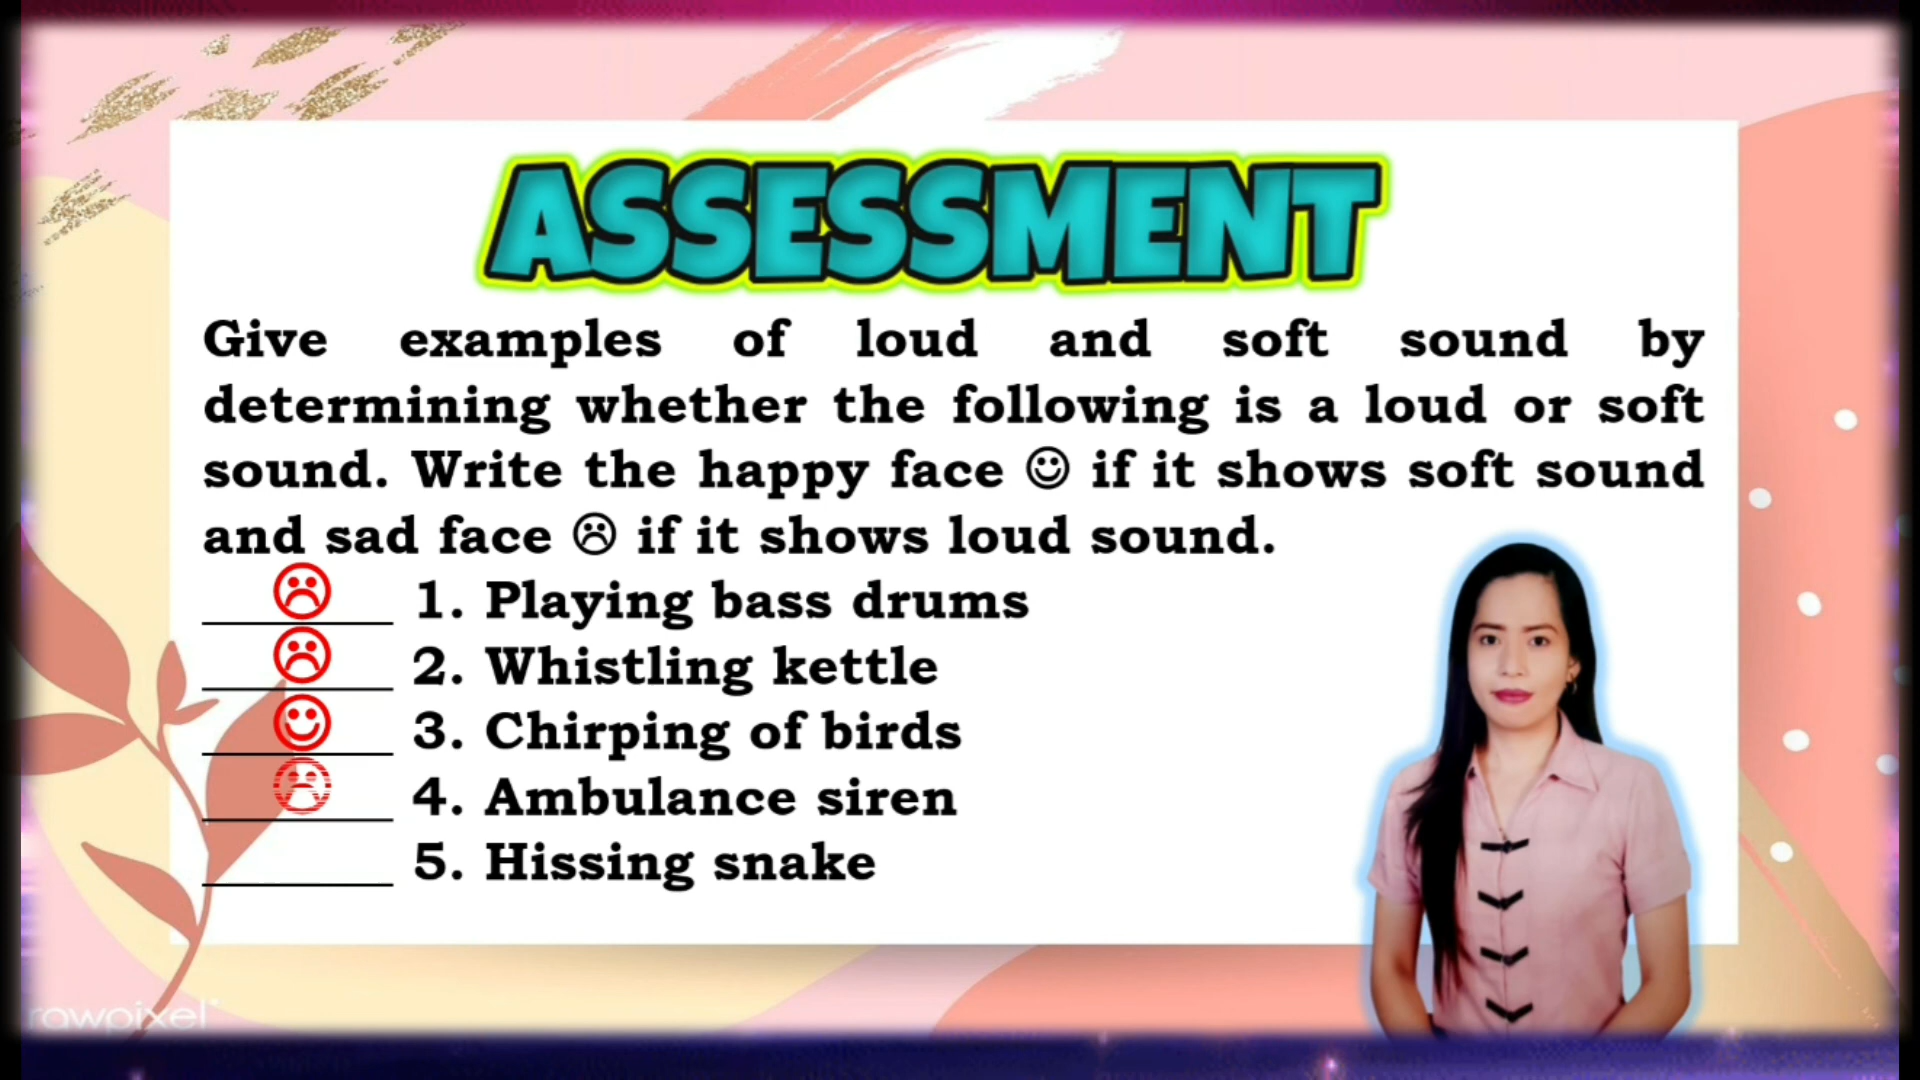 ASSESSMENT
Give examples of loud and soft sound by
determining whether the following is a loud or soft
sound. Write the happy face ☺ if it shows soft sound
and sad face ☹ if it shows loud sound.
☹ 1. Playing bass drums
☹ 2. Whistling kettle
☺ 3. Chirping of birds
☹ 4. Ambulance siren
5. Hissing snake
rawpixel